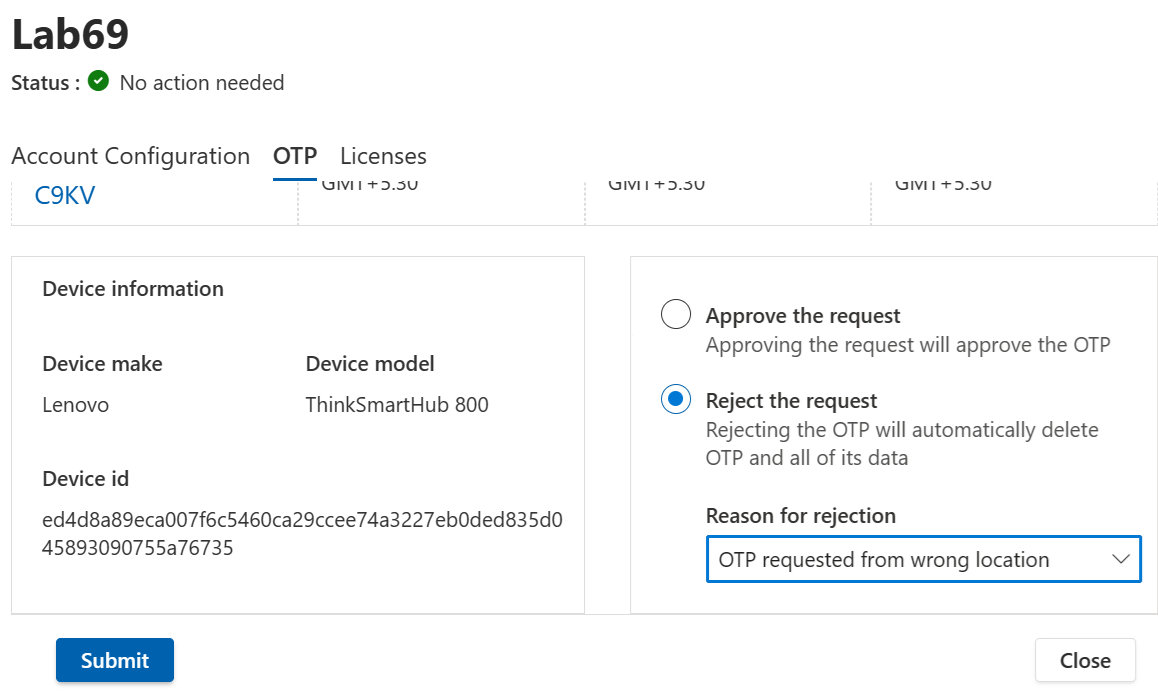 Lab69
Status : No action needed
Account Configuration OTP Licenses
C9KV GMT+5.30 GMT+5.30 GMT+5.30
Device information
Device make Device model
Lenovo ThinkSmartHub 800
Device id
ed4d8a89eca007f6c5460ca29ccee74a3227eb0ded835d0
45893090755a76735
Approve the request
Approving the request will approve the OTP
Reject the request
Rejecting the OTP will automatically delete
OTP and all of its data
Reason for rejection
OTP requested from wrong location
Submit Close